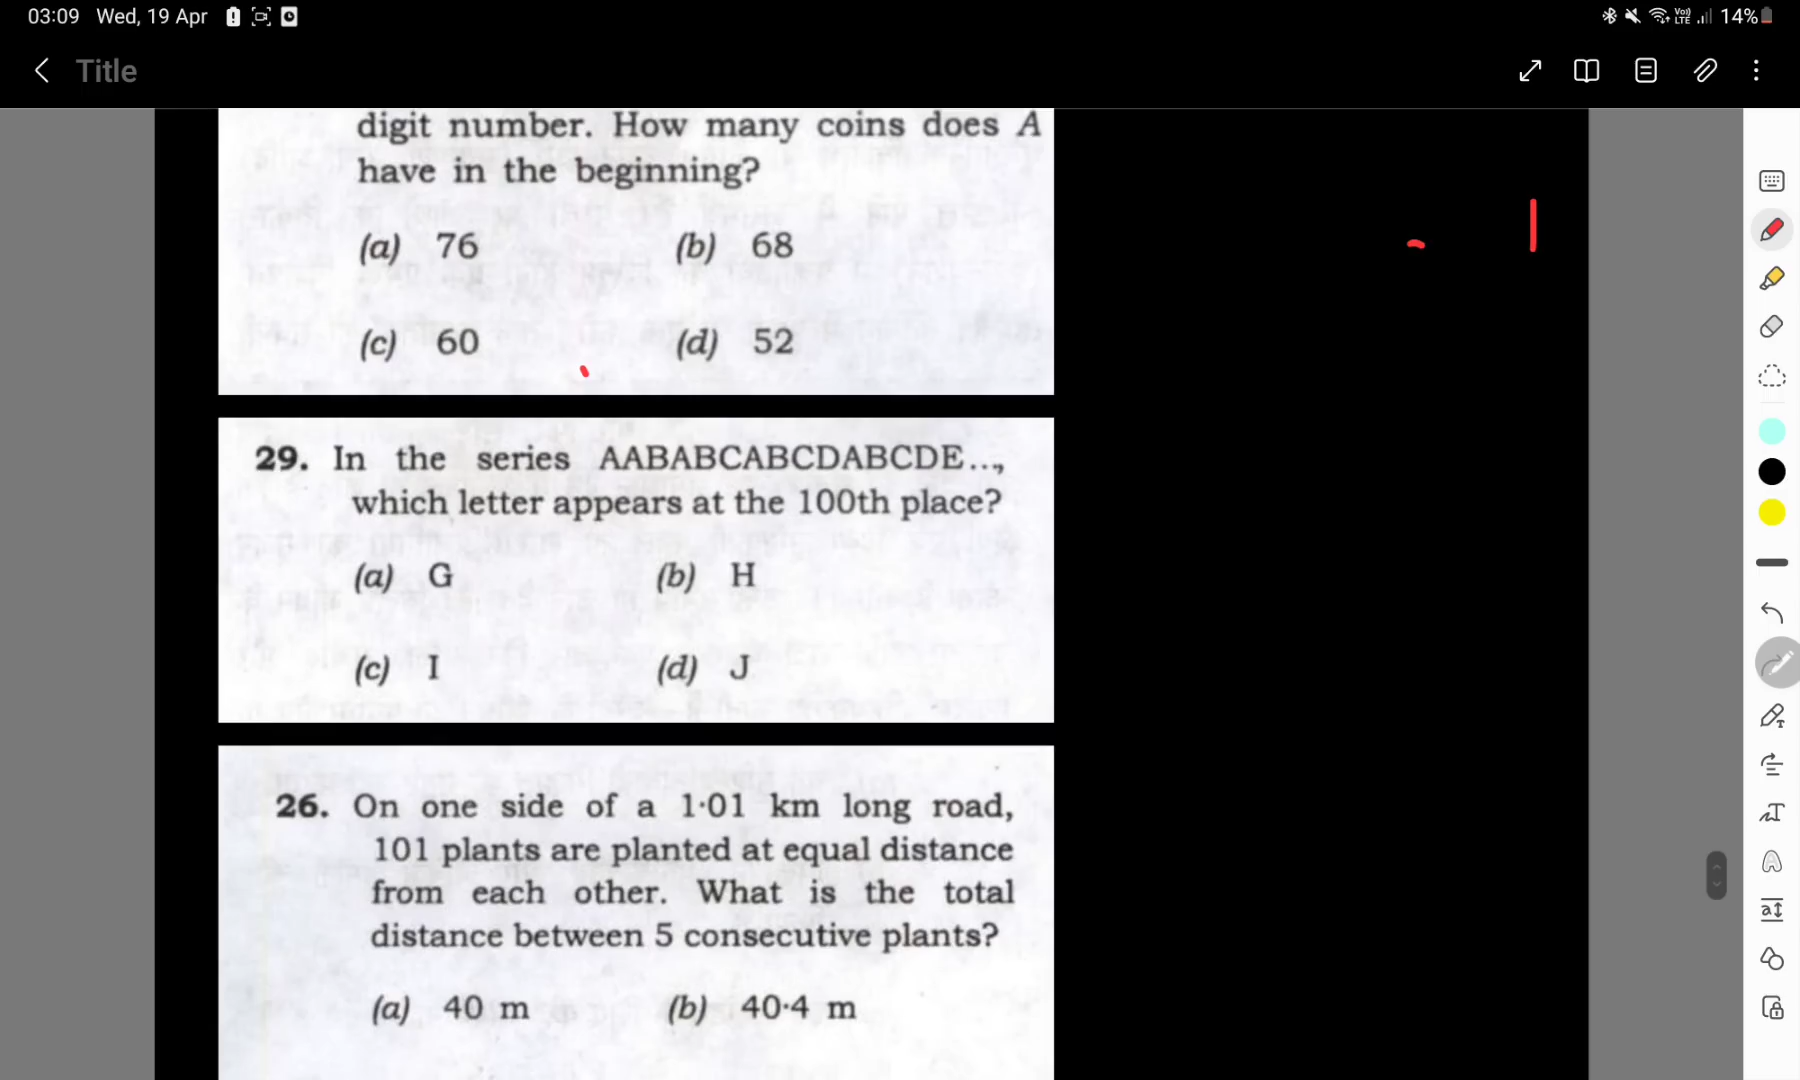 03:09 Wed, 19 Apr
14%
Title
digit number. How many coins does A
have in the beginning?
(a) 76 (b) 68
(c) 60 (d) 52
29. In the series AABABCABCDABCDE...,
which letter appears at the 100th place?
(a) G (b) H
(c) I (d) J
26. On one side of a 1·01 km long road,
101 plants are planted at equal distance
from each other. What is the total
distance between 5 consecutive plants?
(a) 40 m (b) 40·4 m